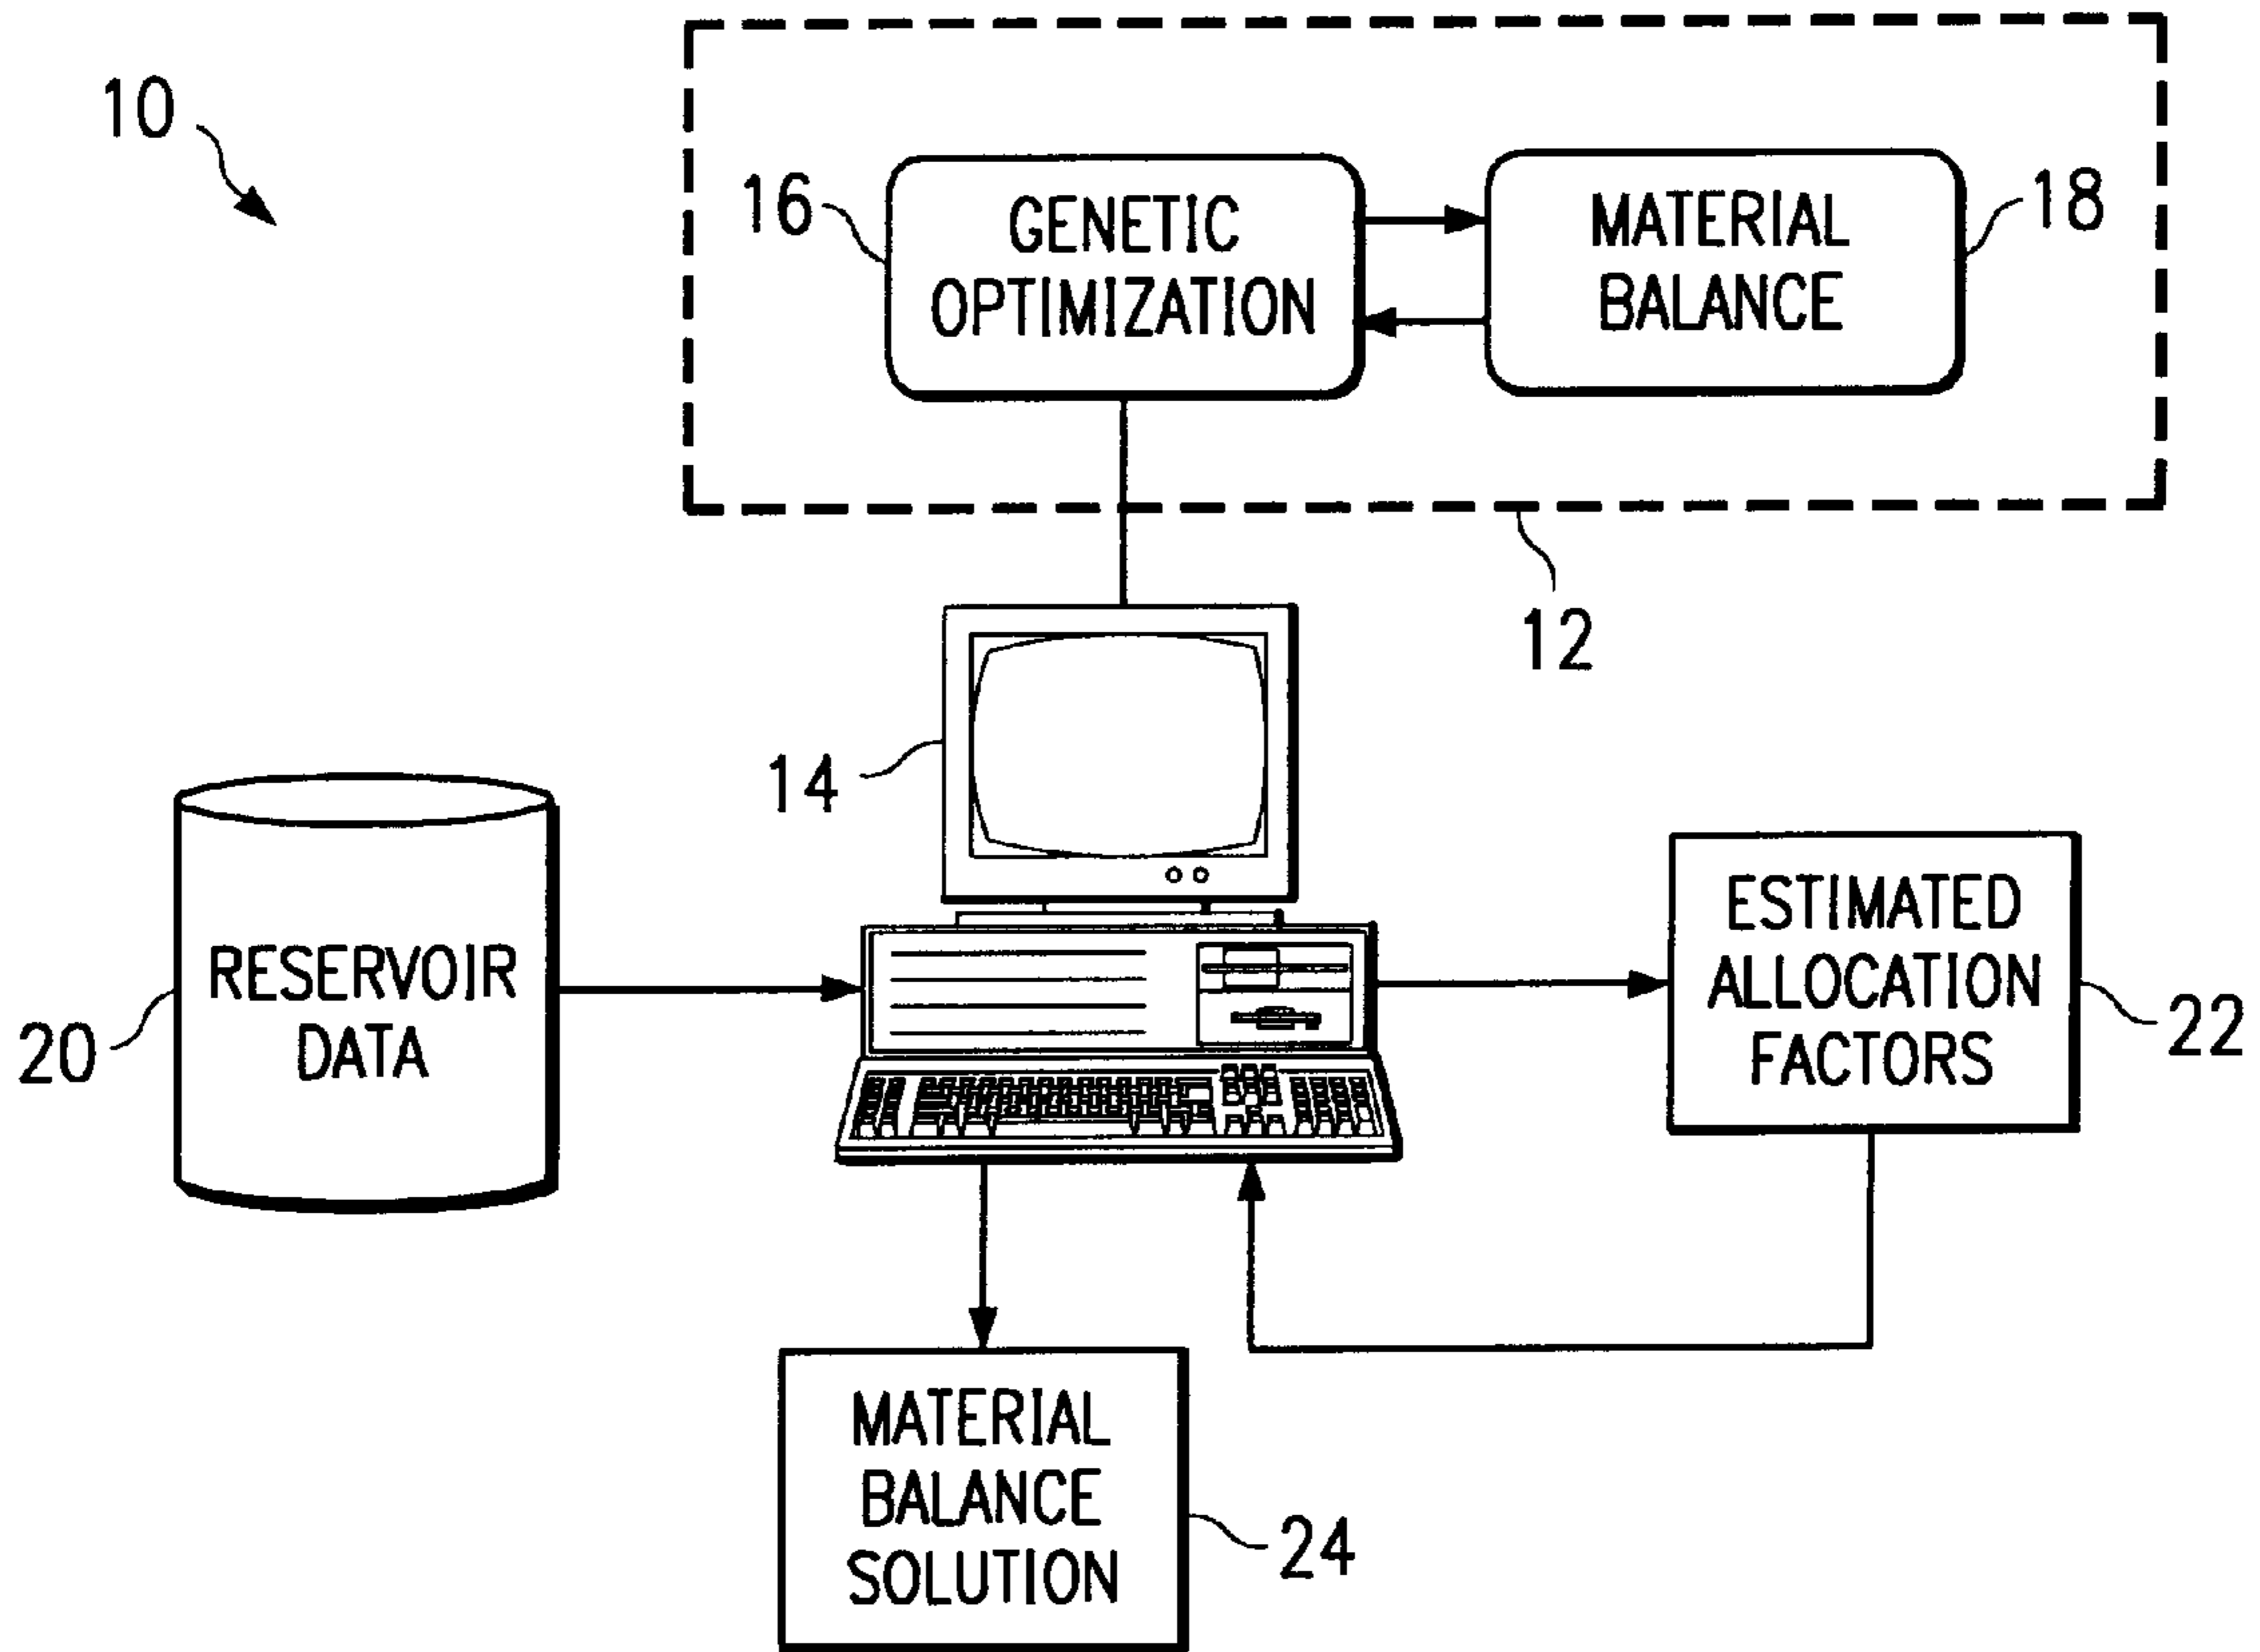 10
16
GENETIC
OPTIMIZATION
MATERIAL
BALANCE
18
12
14
RESERVOIR
DATA
20
ESTIMATED
ALLOCATION
FACTORS
22
MATERIAL
BALANCE
SOLUTION
24